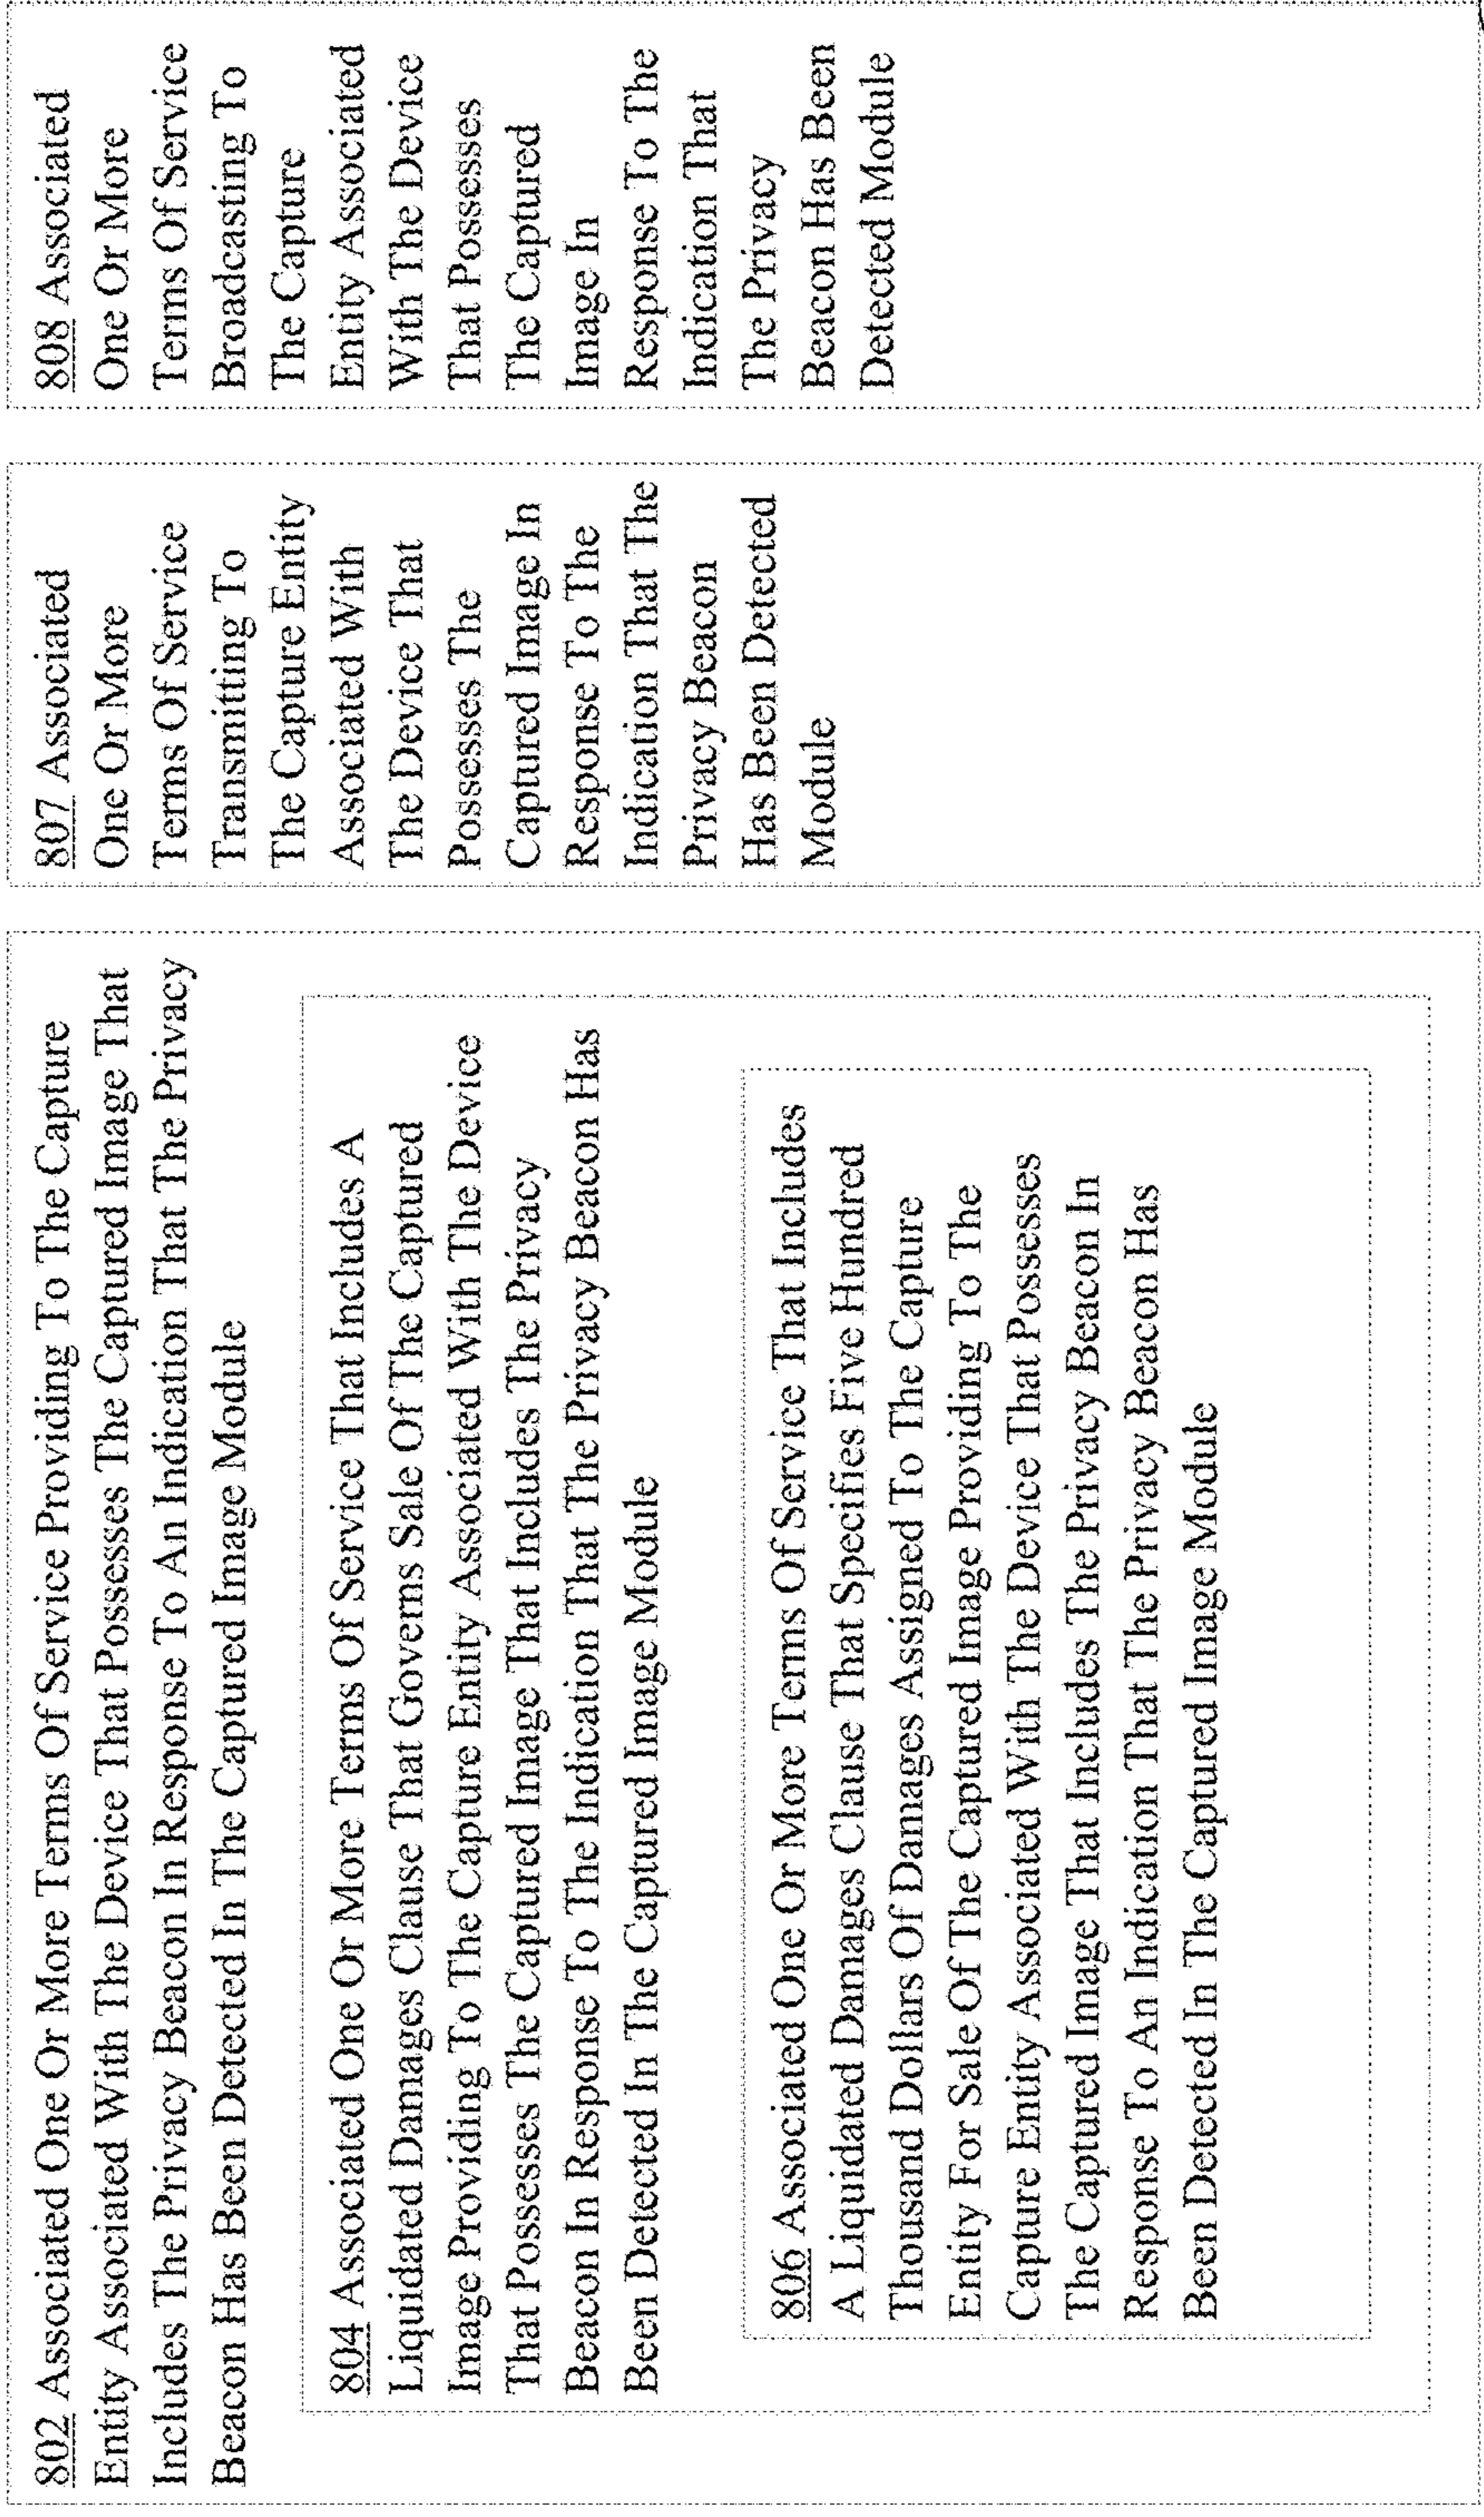 802 Associated One Or More Terms Of Service Providing To The Capture
Entity Associated With The Device That Possesses The Captured Image That
Includes The Privacy Beacon In Response To An Indication That The Privacy
Beacon Has Been Detected In The Captured Image Module
804 Associated One Or More Terms Of Service That Includes A
Liquidated Damages Clause That Governs Sale Of The Captured
Image Providing To The Capture Entity Associated With The Device
That Possesses The Captured Image That Includes The Privacy
Beacon In Response To The Indication That The Privacy Beacon Has
Been Detected In The Captured Image Module
806 Associated One Or More Terms Of Service That Includes
A Liquidated Damages Clause That Specifies Five Hundred
Thousand Dollars Of Damages Assigned To The Capture
Entity For Sale Of The Captured Image Providing To The
Capture Entity Associated With The Device That Possesses
The Captured Image That Includes The Privacy Beacon In
Response To An Indication That The Privacy Beacon Has
Been Detected In The Captured Image Module
807 Associated
One Or More
Terms Of Service
Transmitting To
The Capture Entity
Associated With
The Device That
Possesses The
Captured Image In
Response To The
Indication That The
Privacy Beacon
Has Been Detected
Module
808 Associated
One Or More
Terms Of Service
Broadcasting To
The Capture
Entity Associated
With The Device
That Possesses
The Captured
Image In
Response To The
Indication That
The Privacy
Beacon Has Been
Detected Module